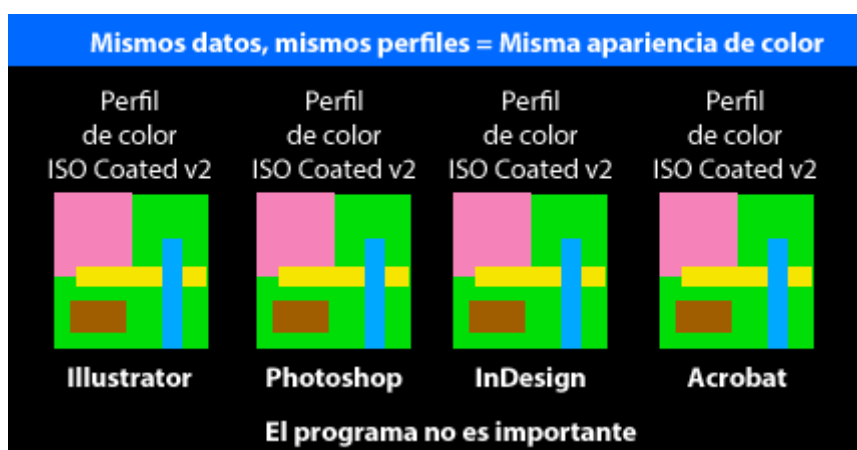 Mismos datos, mismos perfiles = Misma apariencia de color
Perfil
de color
ISO Coated v2
Perfil
de color
ISO Coated v2
Perfil
de color
ISO Coated v2
Perfil
de color
ISO Coated v2
Illustrator
Photoshop
InDesign
Acrobat
El programa no es importante